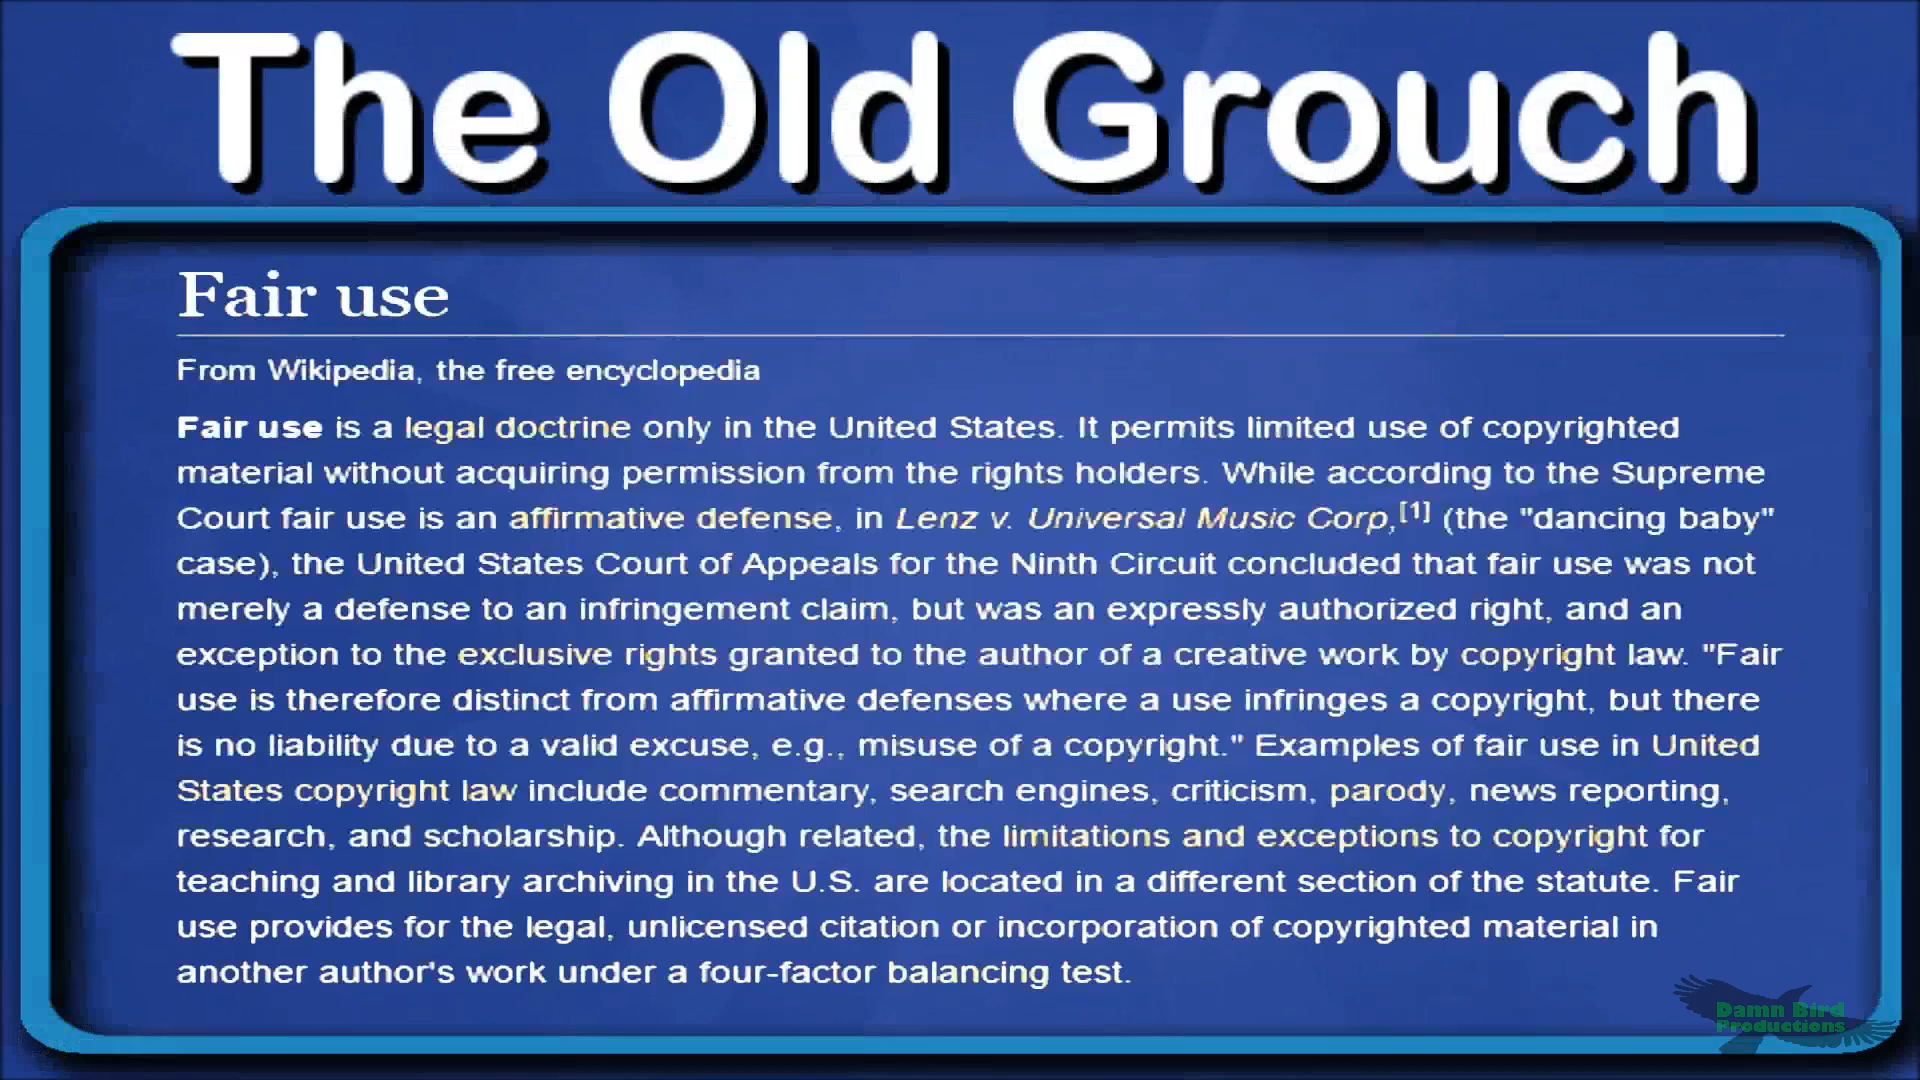 The Old Grouch
Fair use
From Wikipedia, the free encyclopedia
Fair use is a legal doctrine only in the United States. It permits limited use of copyrighted
material without acquiring permission from the rights holders. While according to the Supreme
Court fair use is an affirmative defense, in Lenz v. Universal Music Corp,[1] (the "dancing baby"
case), the United States Court of Appeals for the Ninth Circuit concluded that fair use was not
merely a defense to an infringement claim, but was an expressly authorized right, and an
exception to the exclusive rights granted to the author of a creative work by copyright law. "Fair
use is therefore distinct from affirmative defenses where a use infringes a copyright, but there
is no liability due to a valid excuse, e.g., misuse of a copyright." Examples of fair use in United
States copyright law include commentary, search engines, criticism, parody, news reporting,
research, and scholarship. Although related, the limitations and exceptions to copyright for
teaching and library archiving in the U.S. are located in a different section of the statute. Fair
use provides for the legal, unlicensed citation or incorporation of copyrighted material in
another author's work under a four-factor balancing test.
Damn Bird
Productions